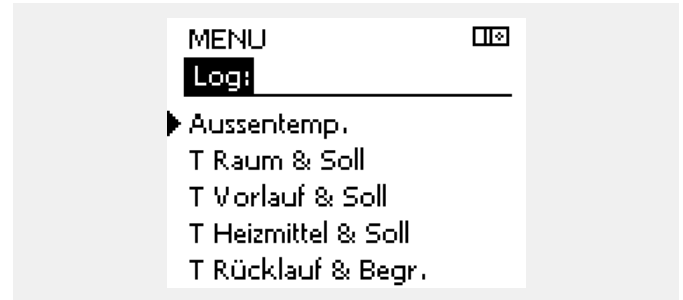 MENU
Log:
Aussentemp.
T Raum & Soll
T Vorlauf & Soll
T Heizmittel & Soll
T Rücklauf & Begr.